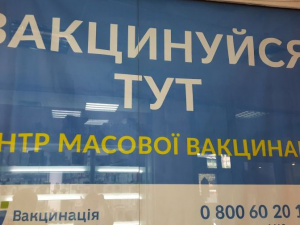 ВАКЦИНУЙСЯ
ТУТ
НТР МАСОВОЇ ВАКЦИНА
Вакцинація
0 800 60 20 1